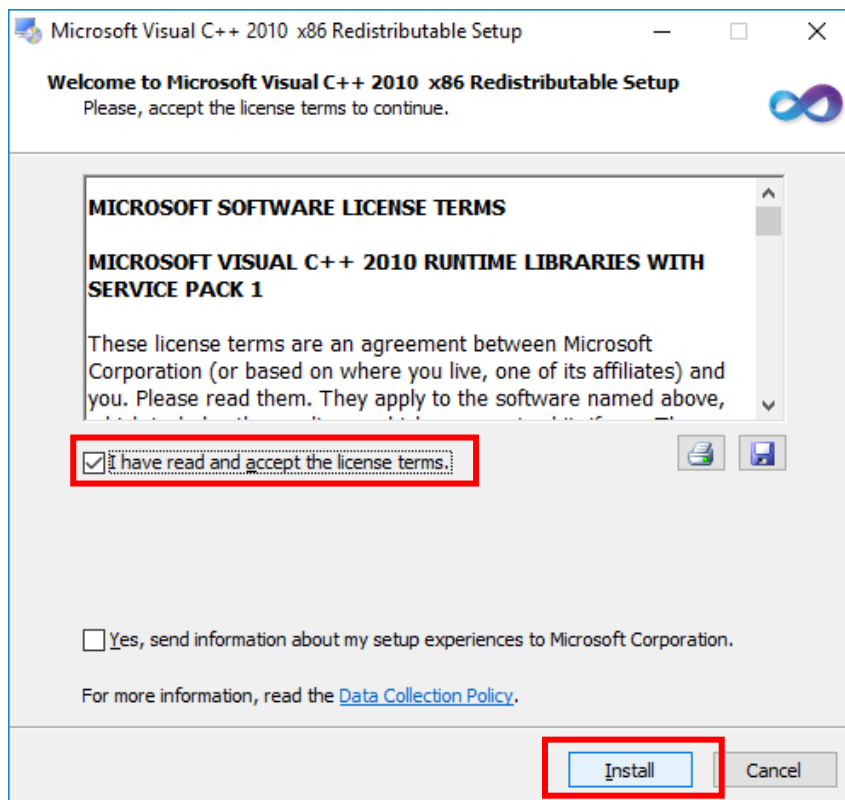 Microsoft Visual C++ 2010 x86 Redistributable Setup
Welcome to Microsoft Visual C++ 2010 x86 Redistributable Setup
Please, accept the license terms to continue.
MICROSOFT SOFTWARE LICENSE TERMS
MICROSOFT VISUAL C++ 2010 RUNTIME LIBRARIES WITH
SERVICE PACK 1
These license terms are an agreement between Microsoft
Corporation (or based on where you live, one of its affiliates) and
you. Please read them. They apply to the software named above,
I have read and accept the license terms.
Yes, send information about my setup experiences to Microsoft Corporation.
For more information, read the Data Collection Policy.
Install
Cancel